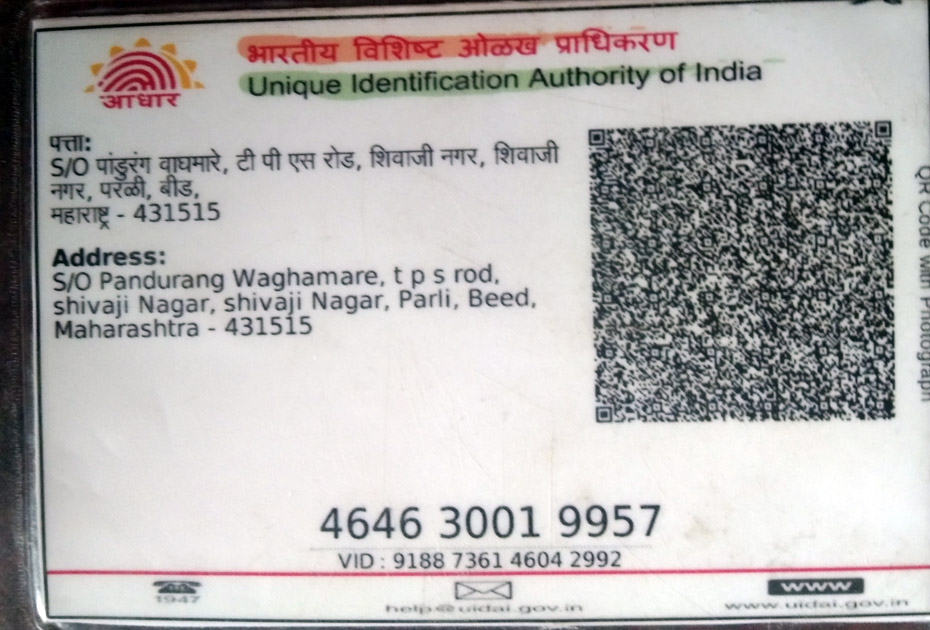 भारतीय विशिष्ट ओळख प्राधिकरण
Unique Identification Authority of India
आधार
पत्ता:
S/O पांडुरंग वाघमारे, टी पी एस रोड, शिवाजी नगर, शिवाजी
नगर, परळी, बीड,
महाराष्ट्र - 431515
Address:
S/O Pandurang Waghamare, t p s rod,
shivaji Nagar, shivaji Nagar, Parli, Beed,
Maharashtra - 431515
QR Code with Photograph
4646 3001 9957
VID : 9188 7361 4604 2992
1947
help@uidai.gov.in
www
www.uidai.gov.in